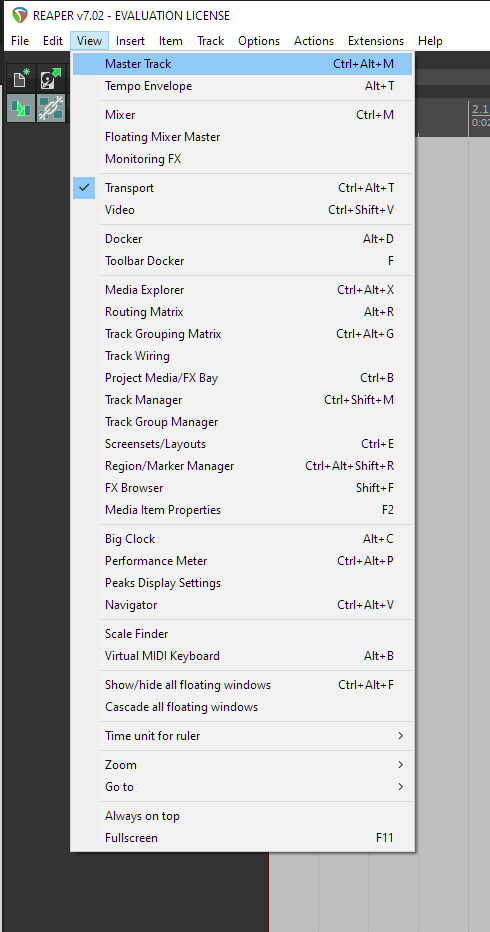 REAPER v7.02 - EVALUATION LICENSE
File Edit View Insert Item Track Options Actions Extensions Help
Master Track Ctrl+Alt+M
Tempo Envelope Alt+T
Mixer Ctrl+M
Floating Mixer Master
Monitoring FX
Transport Ctrl+Alt+T
Video Ctrl+Shift+V
Docker Alt+D
Toolbar Docker F
Media Explorer Ctrl+Alt+X
Routing Matrix Alt+R
Track Grouping Matrix Ctrl+Alt+G
Track Wiring
Project Media/FX Bay Ctrl+B
Track Manager Ctrl+Shift+M
Track Group Manager
Screensets/Layouts Ctrl+E
Region/Marker Manager Ctrl+Alt+Shift+R
FX Browser Shift+F
Media Item Properties F2
Big Clock Alt+C
Performance Meter Ctrl+Alt+P
Peaks Display Settings
Navigator Ctrl+Alt+V
Scale Finder
Virtual MIDI Keyboard Alt+B
Show/hide all floating windows Ctrl+Alt+F
Cascade all floating windows
Time unit for ruler
Zoom
Go to
Always on top
Fullscreen F11
2.1